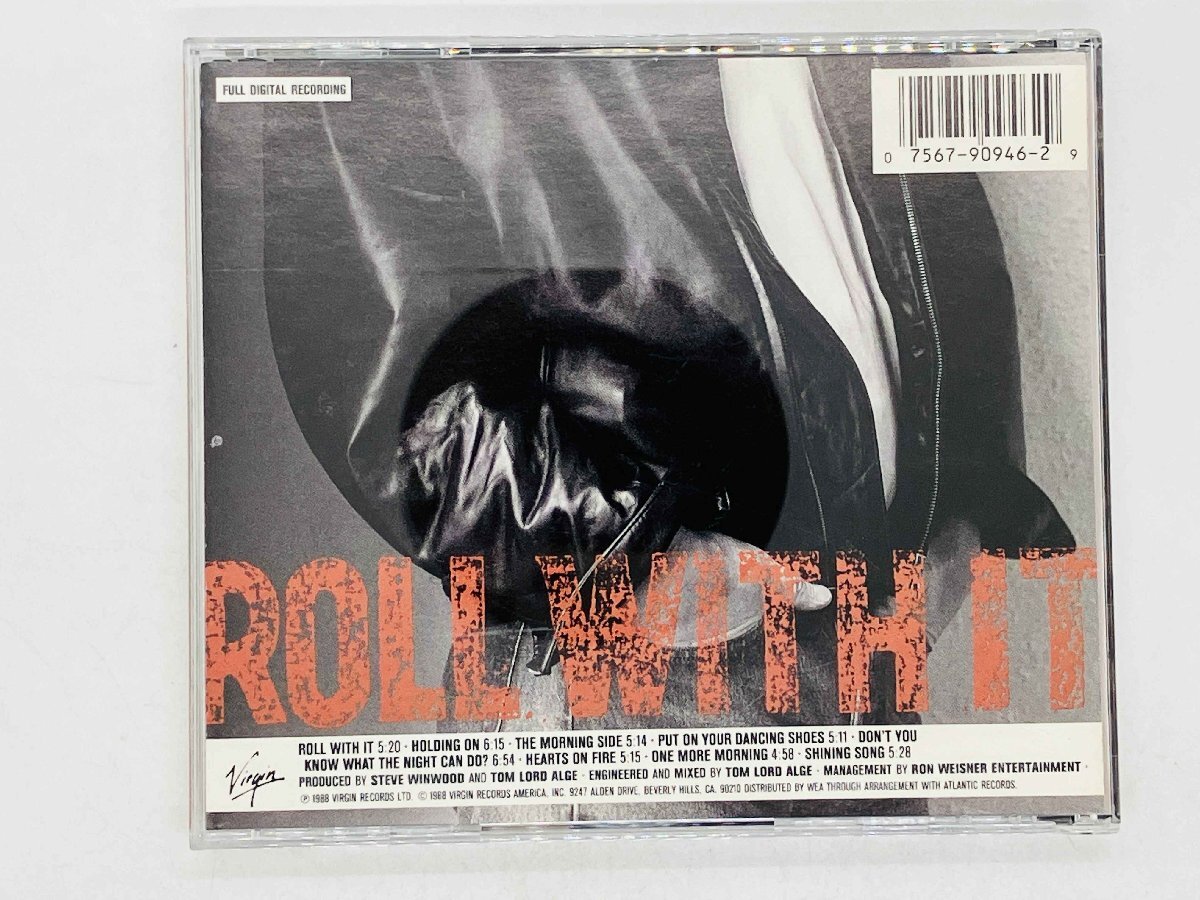 FULL DIGITAL RECORDING
0 7567-90946-2 9
ROLL WITH IT
Virgin
ROLL WITH IT 5:20 · HOLDING ON 6:15 · THE MORNING SIDE 5:14 · PUT ON YOUR DANCING SHOES 5:11 · DON'T YOU
KNOW WHAT THE NIGHT CAN DO? 6:54 · HEARTS ON FIRE 5:15 · ONE MORE MORNING 4:58 · SHINING SONG 5:28
PRODUCED BY STEVE WINWOOD AND TOM LORD ALGE · ENGINEERED AND MIXED BY TOM LORD ALGE · MANAGEMENT BY RON WEISNER ENTERTAINMENT ·
℗ 1988 VIRGIN RECORDS LTD. © 1988 VIRGIN RECORDS AMERICA, INC. 9247 ALDEN DRIVE, BEVERLY HILLS, CA. 90210 DISTRIBUTED BY WEA THROUGH ARRANGEMENT WITH ATLANTIC RECORDS.